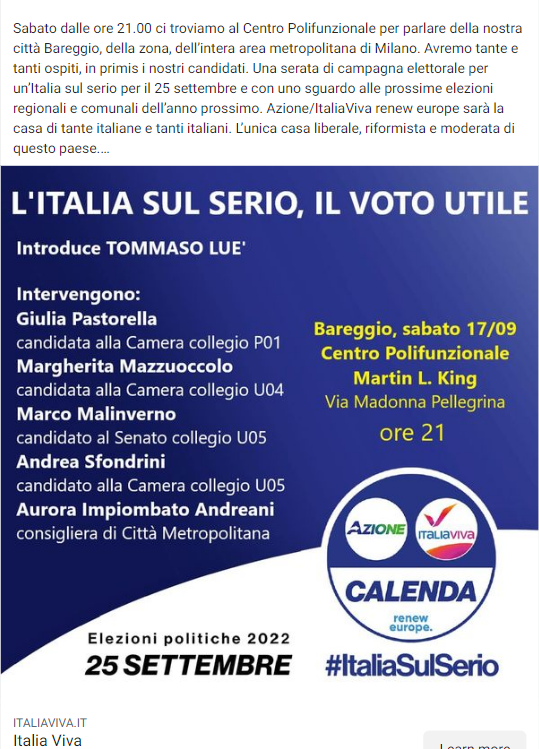 Sabato dalle ore 21.00 ci troviamo al Centro Polifunzionale per parlare della nostra
città Bareggio, della zona, dell'intera area metropolitana di Milano. Avremo tante e
tanti ospiti, in primis i nostri candidati. Una serata di campagna elettorale per
un'Italia sul serio per il 25 settembre e con uno sguardo alle prossime elezioni
regionali e comunali dell'anno prossimo. Azione/ItaliaViva renew europe sarà la
casa di tante italiane e tanti italiani. L'unica casa liberale, riformista e moderata di
questo paese....
L'ITALIA SUL SERIO, IL VOTO UTILE
Introduce TOMMASO LUE'
Intervengono:
Giulia Pastorella
candidata alla Camera collegio P01
Margherita Mazzuoccolo
candidata alla Camera collegio U04
Marco Malinverno
candidato al Senato collegio U05
Andrea Sfondrini
candidato alla Camera collegio U05
Aurora Impiombato Andreani
consigliera di Città Metropolitana
Bareggio, sabato 17/09
Centro Polifunzionale
Martin L. King
Via Madonna Pellegrina
ore 21
AZIONE
ITALIAVIVA
CALENDA
renew
europe.
Elezioni politiche 2022
25 SETTEMBRE
#ItaliaSulSerio
ITALIAVIVA.IT
Italia Viva
Learn more